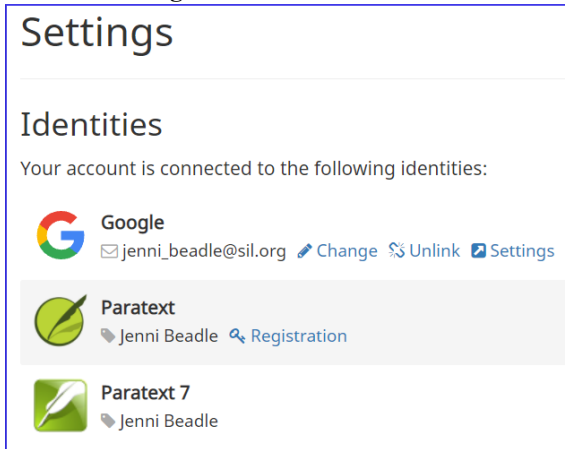 Settings
Identities
Your account is connected to the following identities:
Google
jenni_beadle@sil.org Change Unlink Settings
Paratext
Jenni Beadle Registration
Paratext 7
Jenni Beadle